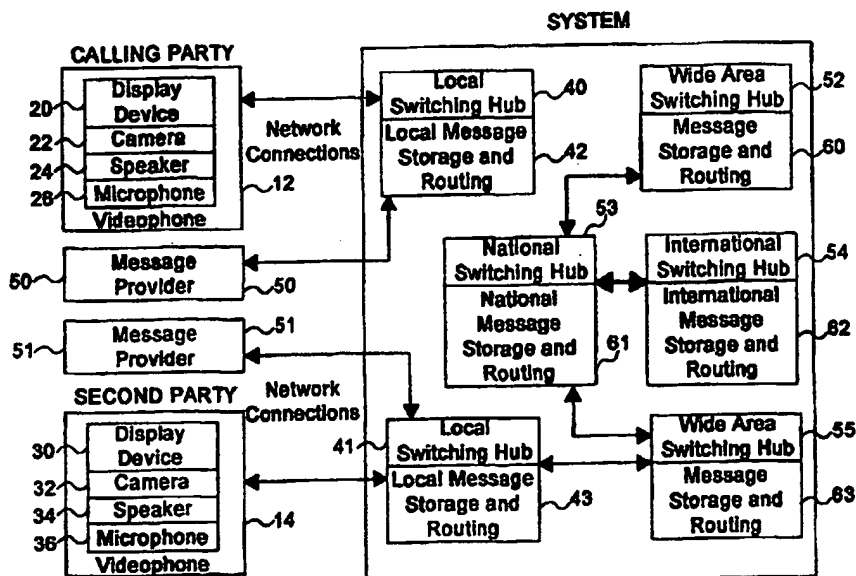 SYSTEM
CALLING PARTY
20
Display
Device
22
Camera
24
Speaker
26
Microphone
Videophone
12
Network
Connections
Local
Switching Hub
40
Local Message
Storage and
Routing
42
Wide Area
Switching Hub
52
Message
Storage and
Routing
60
50
Message
Provider
50
51
Message
Provider
51
53
National
Switching Hub
National
Message
Storage and
Routing
61
International
Switching Hub
54
International
Message
Storage and
Routing
62
SECOND PARTY
30
Display
Device
32
Camera
34
Speaker
36
Microphone
Videophone
14
Network
Connections
41
Local
Switching Hub
Local Message
Storage and
Routing
43
Wide Area
Switching Hub
55
Message
Storage and
Routing
63